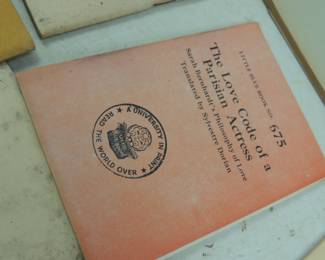 LITTLE BLUE BOOK NO. 675
The Love Code of a
Parisian Actress
Sarah Bernhardt's Philosophy of Love
Translated by Sylvestre Dorian
A UNIVERSITY IN PRINT
READ THE WORLD OVER